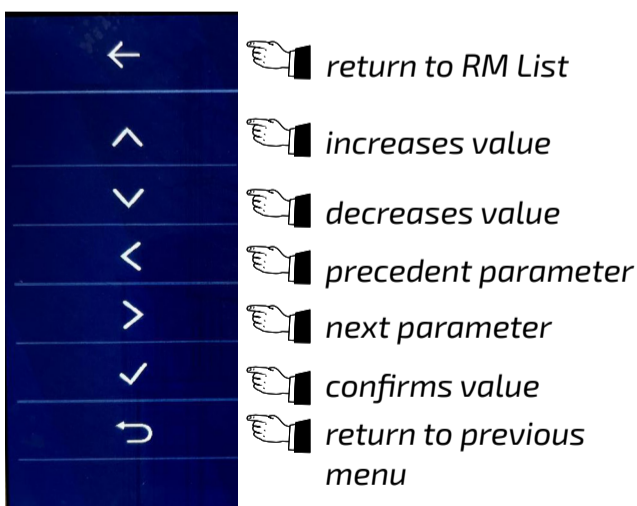 return to RM List
increases value
decreases value
precedent parameter
next parameter
confirms value
return to previous
menu